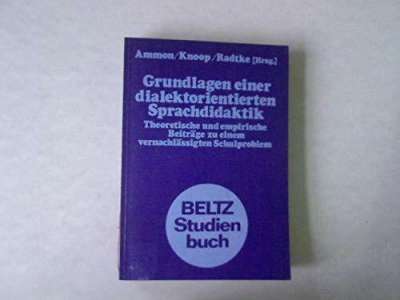 Ammon/Knoop/Radtke [Hrsg.]
Grundlagen einer
dialektorientierten
Sprachdidaktik
Theoretische und empirische
Beiträge zu einem
vernachlässigten Schulproblem
BELTZ
Studien
buch